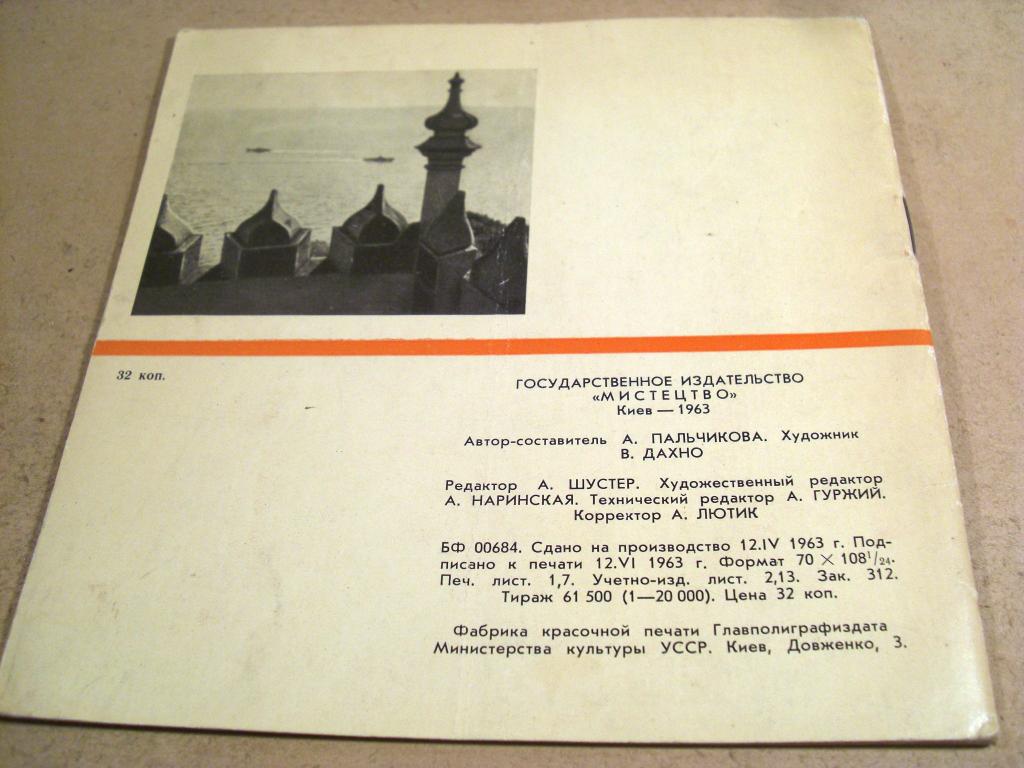 32 коп.
ГОСУДАРСТВЕННОЕ ИЗДАТЕЛЬСТВО
«МИСТЕЦТВО»
Киев — 1963
Автор-составитель А. ПАЛЬЧИКОВА. Художник
В. ДАХНО
Редактор А. ШУСТЕР. Художественный редактор
А. НАРИНСКАЯ. Технический редактор А. ГУРЖИЙ.
Корректор А. ЛЮТИК
БФ 00684. Сдано на производство 12.IV 1963 г. Под-
писано к печати 12.VI 1963 г. Формат 70 × 108¹/₂₄.
Печ. лист. 1,7. Учетно-изд. лист. 2,13. Зак. 312.
Тираж 61 500 (1—20 000). Цена 32 коп.
Фабрика красочной печати Главполиграфиздата
Министерства культуры УССР. Киев, Довженко, 3.